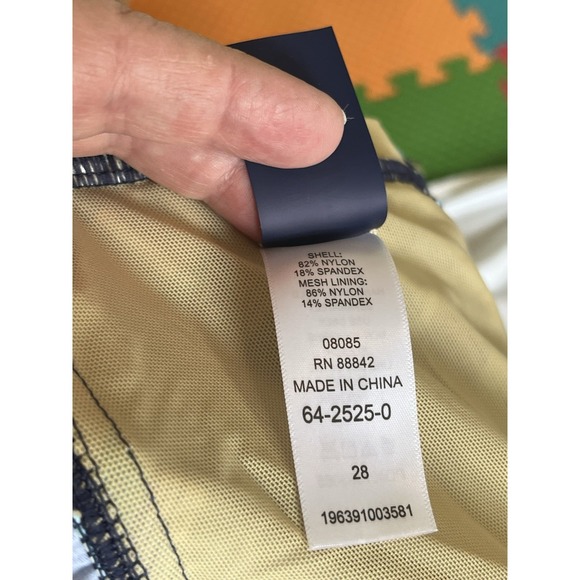 SHELL:
82% NYLON
18% SPANDEX
MESH LINING:
86% NYLON
14% SPANDEX
08085
RN 88842
MADE IN CHINA
64-2525-0
28
196391003581